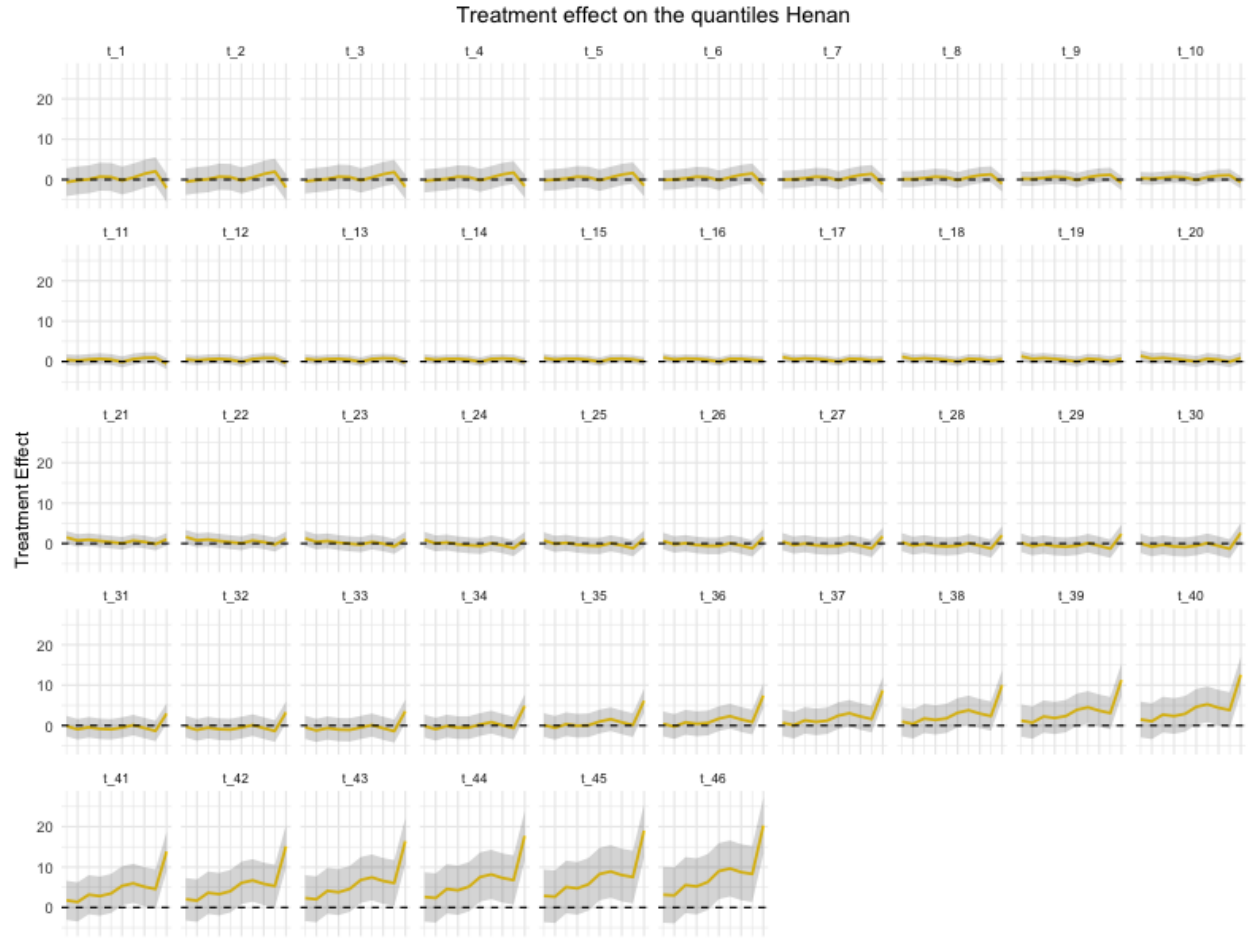 Treatment effect on the quantiles Henan
t_1 t_2 t_3 t_4 t_5 t_6 t_7 t_8 t_9 t_10
20
10
0
t_11 t_12 t_13 t_14 t_15 t_16 t_17 t_18 t_19 t_20
20
10
0
t_21 t_22 t_23 t_24 t_25 t_26 t_27 t_28 t_29 t_30
20
10
0
Treatment Effect
t_31 t_32 t_33 t_34 t_35 t_36 t_37 t_38 t_39 t_40
20
10
0
t_41 t_42 t_43 t_44 t_45 t_46
20
10
0